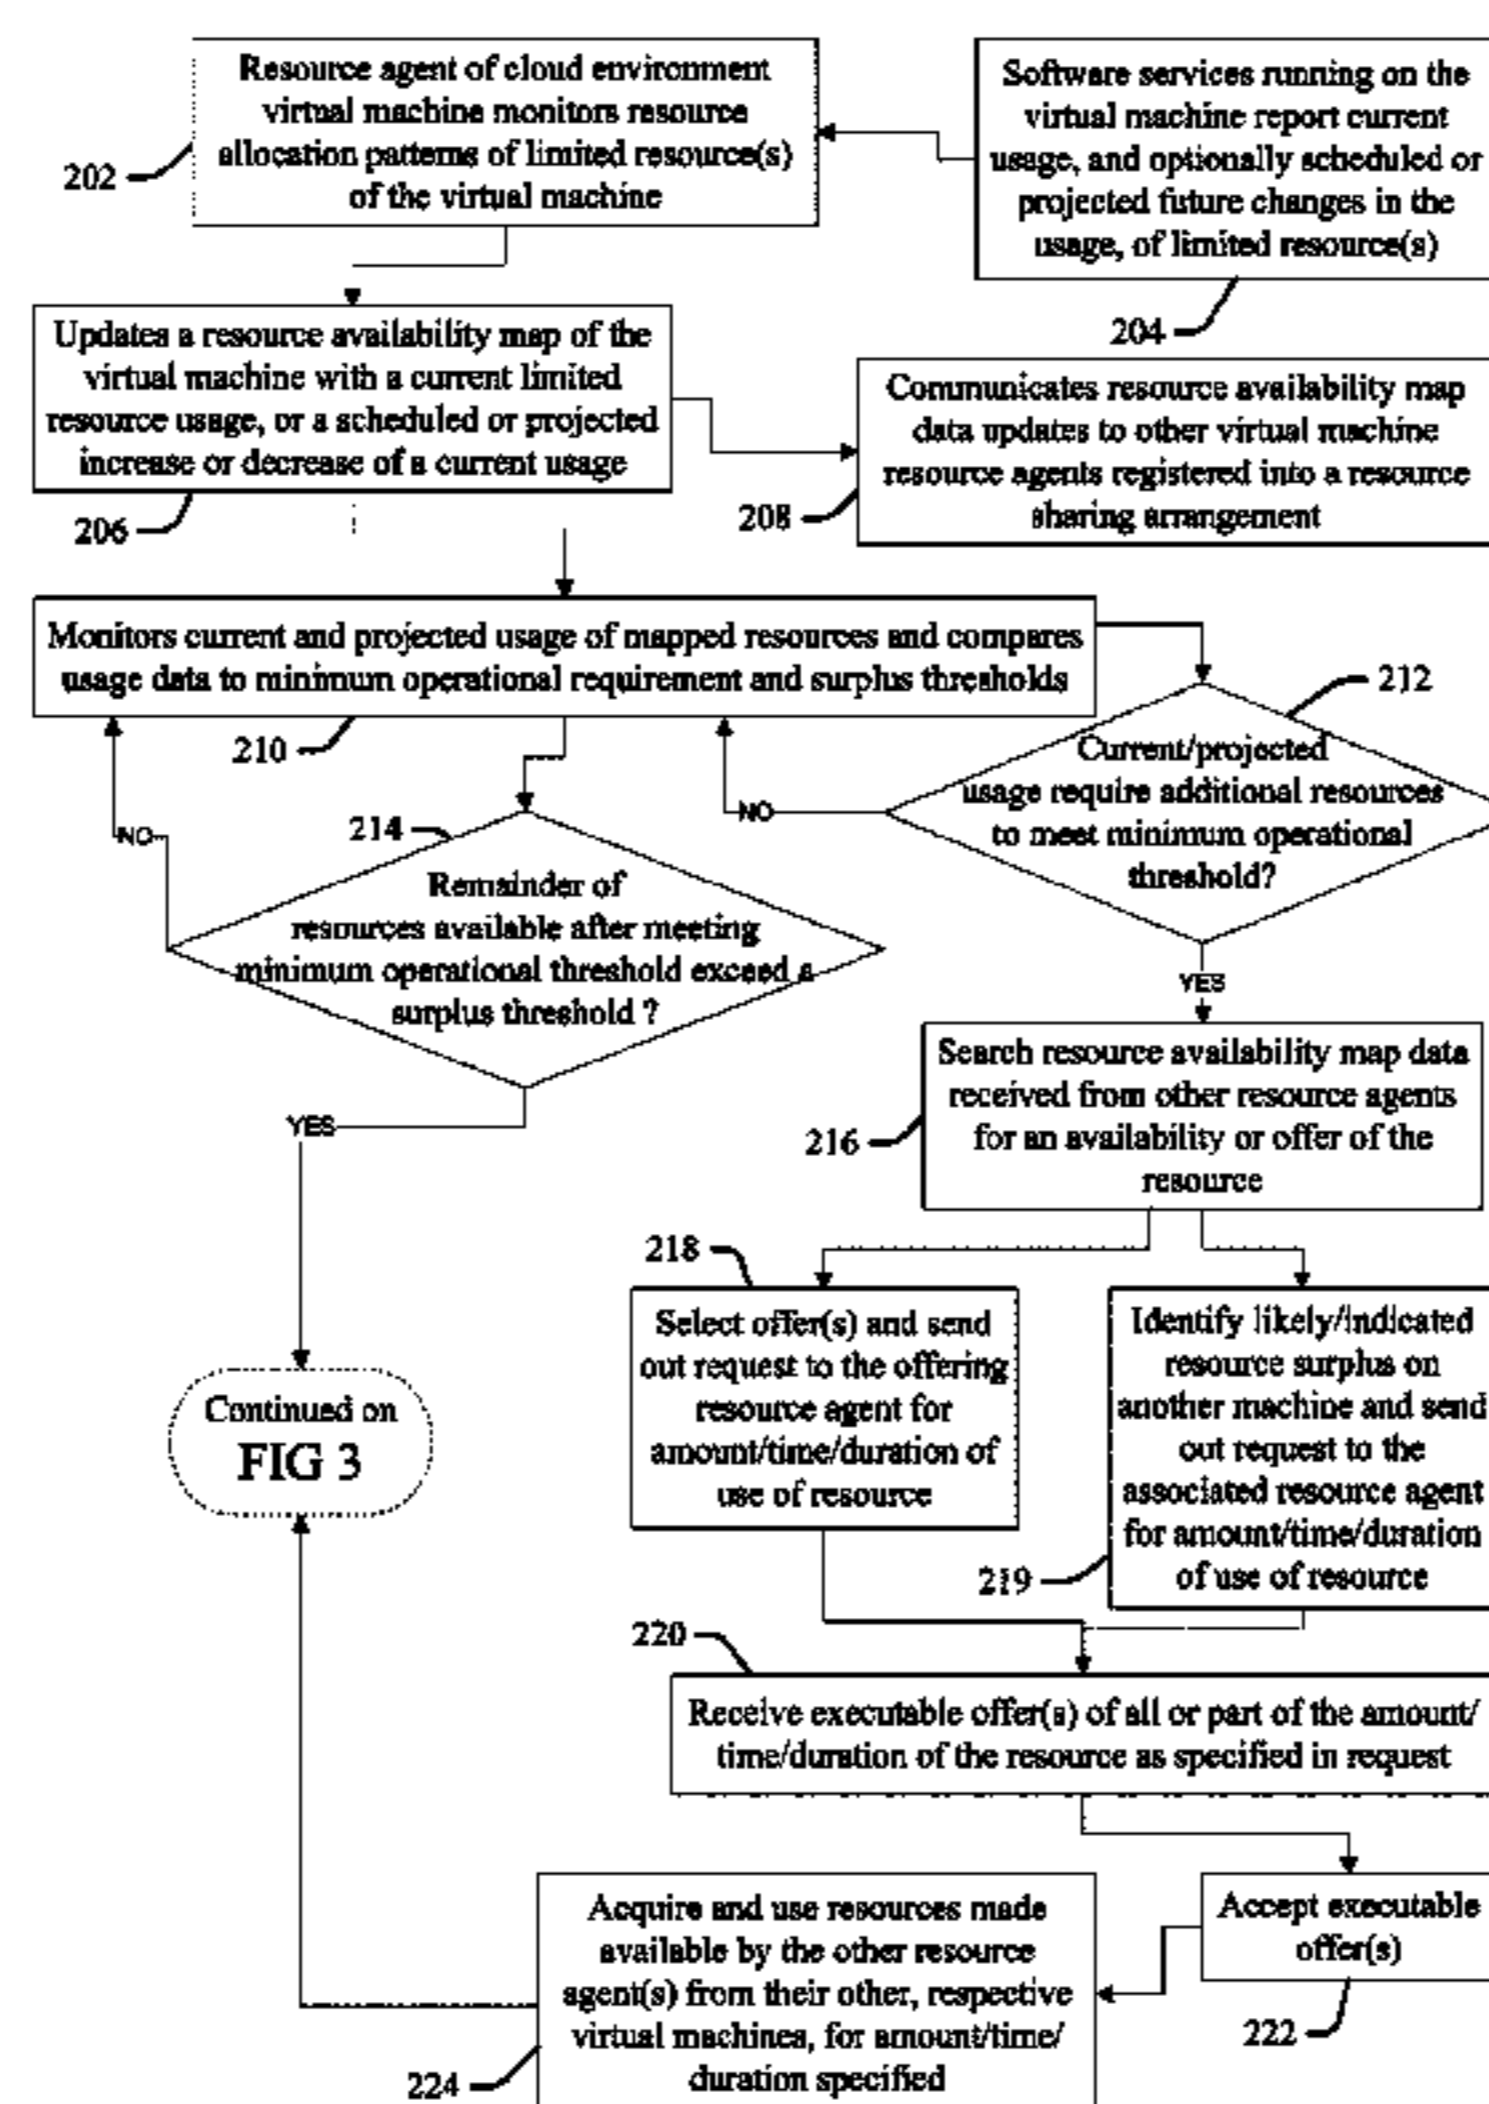 Resource agent of cloud environment
virtual machine monitors resource
allocation patterns of limited resource(s)
of the virtual machine
202
Software services running on the
virtual machine report current
usage, and optionally scheduled or
projected future changes in the
usage, of limited resource(s)
204
Updates a resource availability map of the
virtual machine with a current limited
resource usage, or a scheduled or projected
increase or decrease of a current usage
206
Communicates resource availability map
data updates to other virtual machine
resource agents registered into a resource
sharing arrangement
208
Monitors current and projected usage of mapped resources and compares
usage data to minimum operational requirement and surplus thresholds
210
212
Current/projected
usage require additional resources
to meet minimum operational
threshold?
NO
YES
214
Remainder of
resources available after meeting
minimum operational threshold exceed a
surplus threshold ?
NO
YES
Search resource availability map data
received from other resource agents
for an availability or offer of the
resource
216
218
Select offer(s) and send
out request to the offering
resource agent for
amount/time/duration of
use of resource
Identify likely/indicated
resource surplus on
another machine and send
out request to the
associated resource agent
for amount/time/duration
of use of resource
219
Continued on
FIG 3
220
Receive executable offer(s) of all or part of the amount/
time/duration of the resource as specified in request
Accept executable
offer(s)
222
Acquire and use resources made
available by the other resource
agent(s) from their other, respective
virtual machines, for amount/time/
duration specified
224